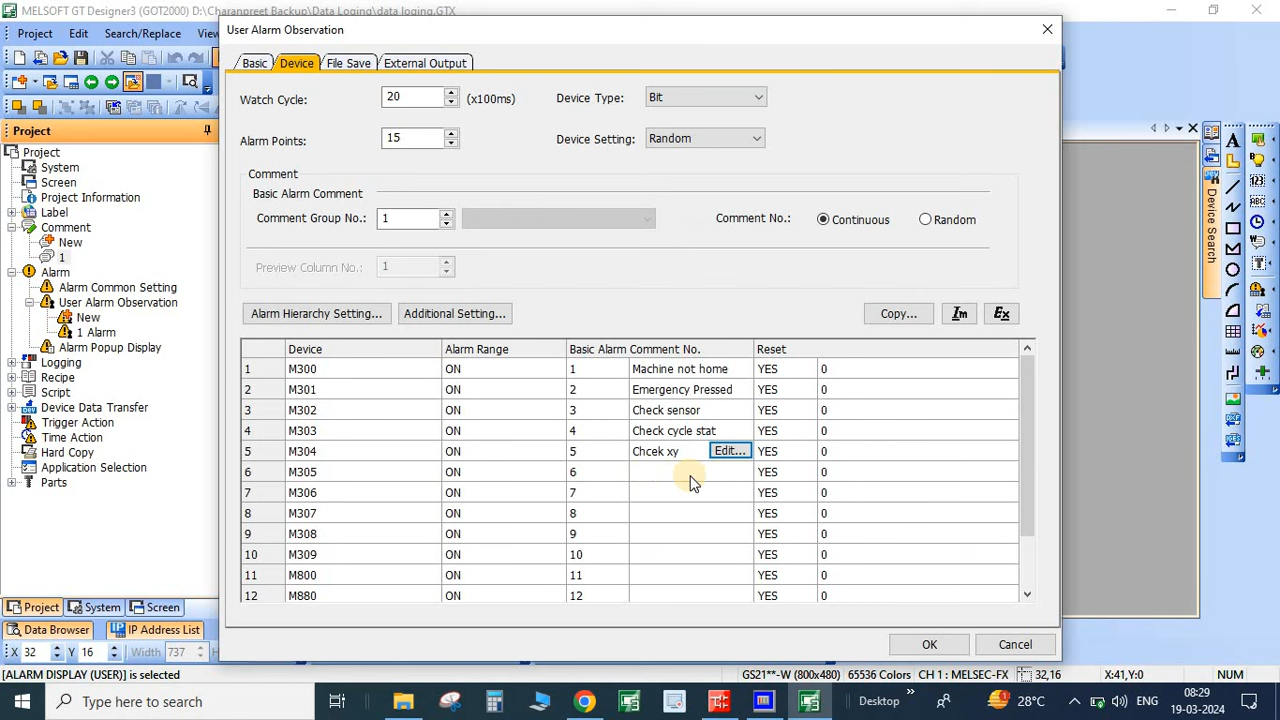 MELSOFT GT Designer3 (GOT2000) D:\Charanpreet Backup\Data Loging\data loging.GTX
Project Edit Search/Replace
User Alarm Observation
Basic Device File Save External Output
Watch Cycle: 20 (x100ms) Device Type: Bit
Alarm Points: 15 Device Setting: Random
Comment
Basic Alarm Comment
Comment Group No.: 1 Comment No.: Continuous Random
Preview Column No.: 1
Alarm Hierarchy Setting... Additional Setting... Copy... Im Ex
Device Alarm Range Basic Alarm Comment No. Reset
1 M300 ON 1 Machine not home YES 0
2 M301 ON 2 Emergency Pressed YES 0
3 M302 ON 3 Check sensor YES 0
4 M303 ON 4 Check cycle stat YES 0
5 M304 ON 5 Chcek xy Edit... YES 0
6 M305 ON 6 YES 0
7 M306 ON 7 YES 0
8 M307 ON 8 YES 0
9 M308 ON 9 YES 0
10 M309 ON 10 YES 0
11 M800 ON 11 YES 0
12 M880 ON 12 YES 0
OK Cancel
Project
Project
System
Screen
Project Information
Label
Comment
New
1
Alarm
Alarm Common Setting
User Alarm Observation
New
1 Alarm
Alarm Popup Display
Logging
Recipe
Script
Device Data Transfer
Trigger Action
Time Action
Hard Copy
Application Search
Parts
Project System Screen
Data Browser IP Address List
X 32 Y 16 Width 737
Device Search
A
123
ABC
[ALARM DISPLAY (USER)] is selected GS21**-W (800x480) 65536 Colors CH 1 : MELSEC-FX 32,16 X:41,Y:0 NUM
Type here to search Desktop 28°C ENG 08:29
19-03-2024